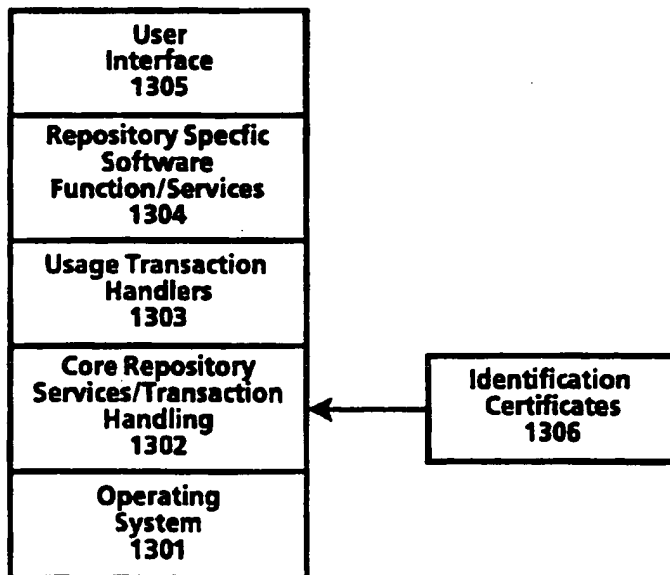 User
Interface
1305
Repository Specfic
Software
Function/Services
1304
Usage Transaction
Handlers
1303
Core Repository
Services/Transaction
Handling
1302
Operating
System
1301
Identification
Certificates
1306